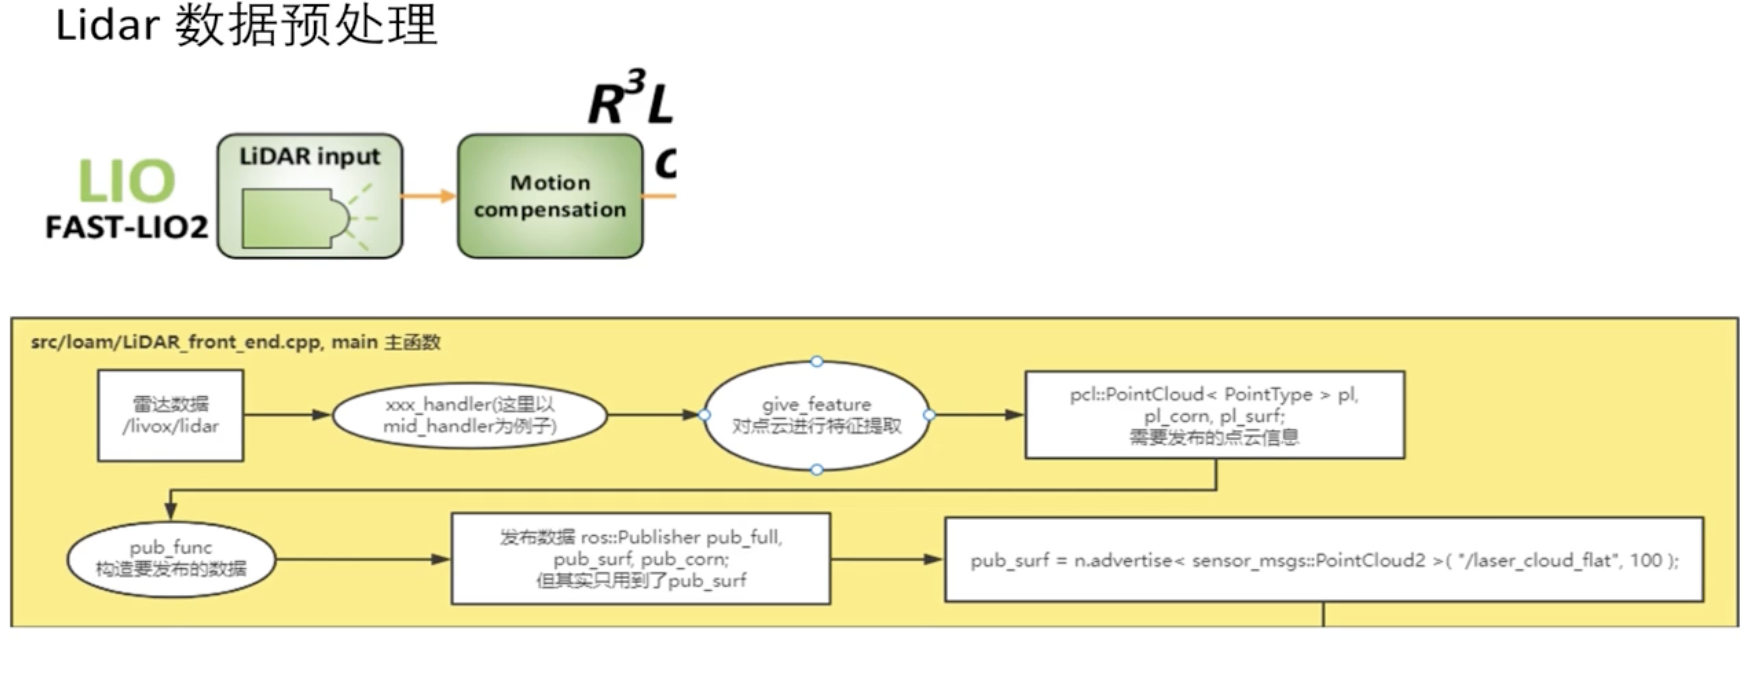 Lidar 数据预处理
R³L
LIO
FAST-LIO2
LiDAR input
Motion
compensation
src/loam/LiDAR_front_end.cpp, main 主函数
雷达数据
/livox/lidar
xxx_handler(这里以
mid_handler为例子)
give_feature
对点云进行特征提取
pcl::PointCloud< PointType > pl,
pl_corn, pl_surf;
需要发布的点云信息
pub_func
构造要发布的数据
发布数据 ros::Publisher pub_full,
pub_surf, pub_corn;
但其实只用到了pub_surf
pub_surf = n.advertise< sensor_msgs::PointCloud2 >( "/laser_cloud_flat", 100 );